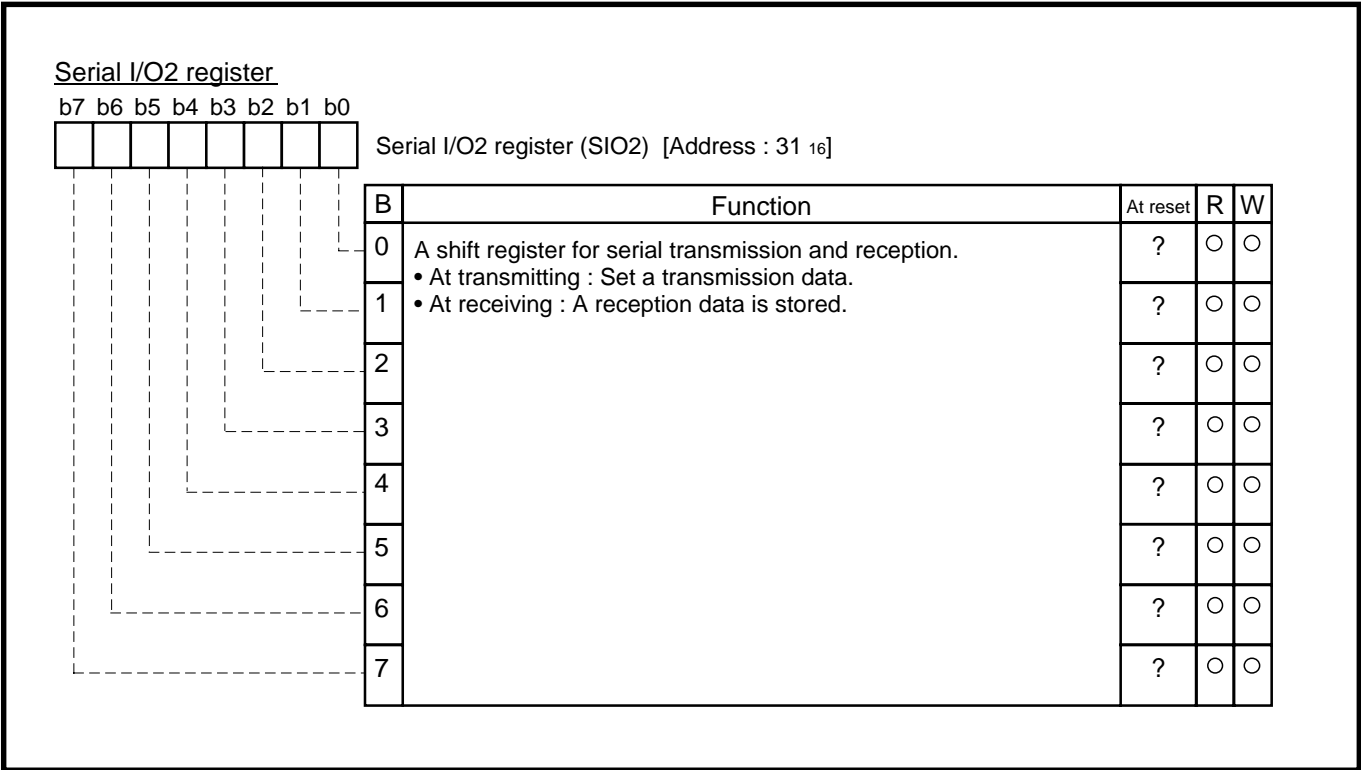 Serial I/O2 register
b7 b6 b5 b4 b3 b2 b1 b0
Serial I/O2 register (SIO2) [Address : 31 16]
B Function At reset R W
0 A shift register for serial transmission and reception. ? ○ ○
• At transmitting : Set a transmission data.
1 • At receiving : A reception data is stored. ? ○ ○
2 ? ○ ○
3 ? ○ ○
4 ? ○ ○
5 ? ○ ○
6 ? ○ ○
7 ? ○ ○